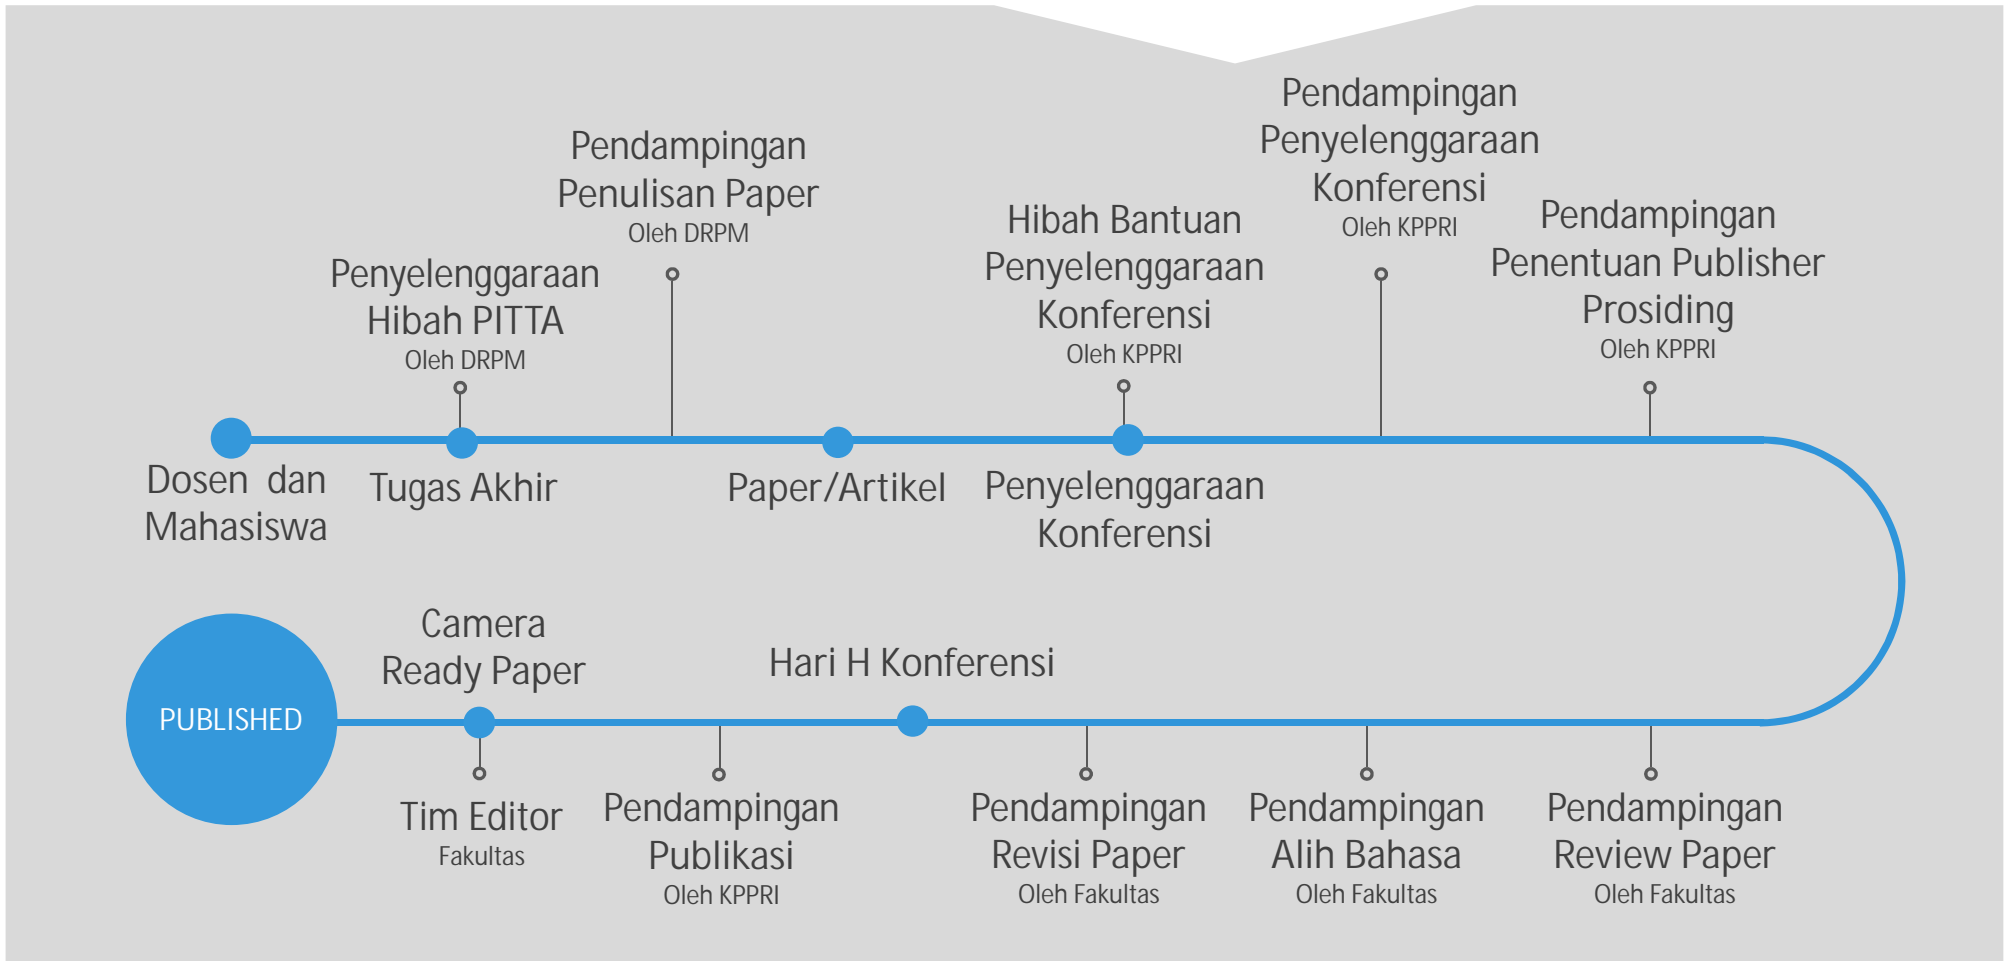 Dosen dan
Mahasiswa
Penyelenggaraan
Hibah PITTA
Oleh DRPM
Tugas Akhir
Pendampingan
Penulisan Paper
Oleh DRPM
Paper/Artikel
Hibah Bantuan
Penyelenggaraan
Konferensi
Oleh KPPRI
Penyelenggaraan
Konferensi
Pendampingan
Penyelenggaraan
Konferensi
Oleh KPPRI
Pendampingan
Penentuan Publisher
Prosiding
Oleh KPPRI
Pendampingan
Review Paper
Oleh Fakultas
Pendampingan
Alih Bahasa
Oleh Fakultas
Pendampingan
Revisi Paper
Oleh Fakultas
Hari H Konferensi
Pendampingan
Publikasi
Oleh KPPRI
Camera
Ready Paper
Tim Editor
Fakultas
PUBLISHED